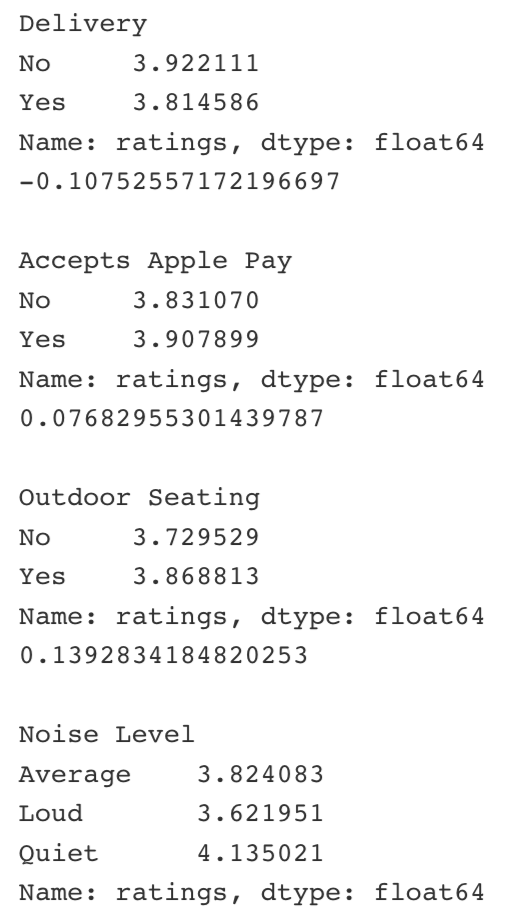 Delivery
No     3.922111
Yes    3.814586
Name: ratings, dtype: float64
-0.10752557172196697

Accepts Apple Pay
No     3.831070
Yes    3.907899
Name: ratings, dtype: float64
0.07682955301439787

Outdoor Seating
No     3.729529
Yes    3.868813
Name: ratings, dtype: float64
0.1392834184820253

Noise Level
Average    3.824083
Loud       3.621951
Quiet      4.135021
Name: ratings, dtype: float64